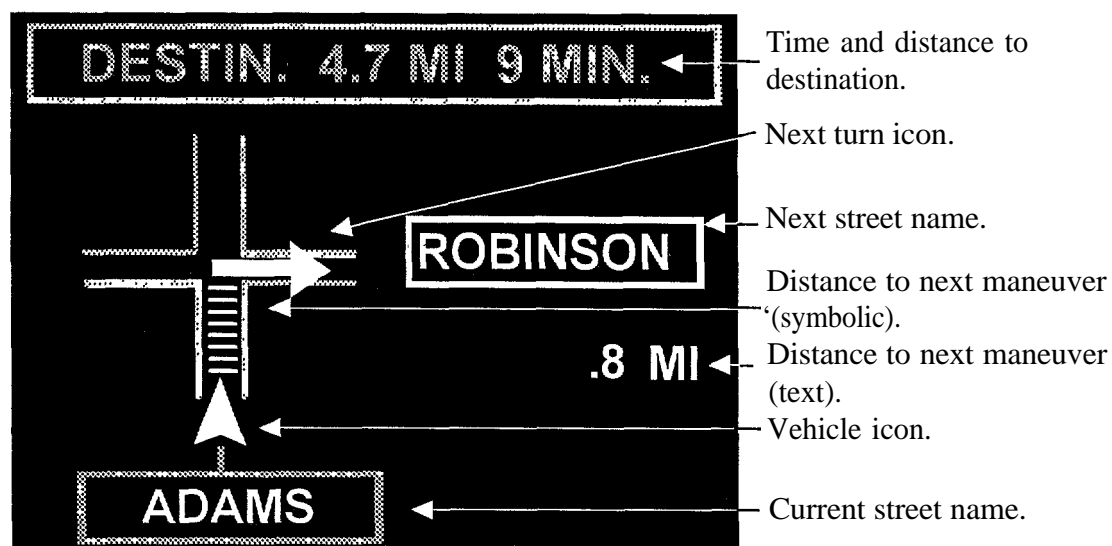 DESTIN. 4.7 MI 9 MIN.
Time and distance to
destination.
Next turn icon.
ROBINSON
Next street name.
Distance to next maneuver
‘(symbolic).
.8 MI
Distance to next maneuver
(text).
Vehicle icon.
ADAMS
Current street name.